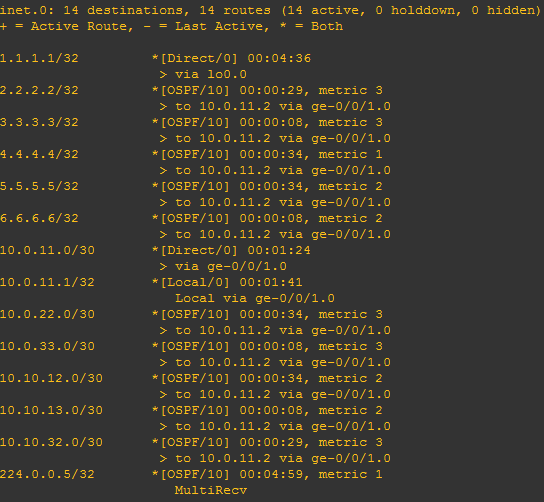 inet.0: 14 destinations, 14 routes (14 active, 0 holddown, 0 hidden)
+ = Active Route, - = Last Active, * = Both
1.1.1.1/32         *[Direct/0] 00:04:36
                    > via lo0.0
2.2.2.2/32         *[OSPF/10] 00:00:29, metric 3
                    > to 10.0.11.2 via ge-0/0/1.0
3.3.3.3/32         *[OSPF/10] 00:00:08, metric 3
                    > to 10.0.11.2 via ge-0/0/1.0
4.4.4.4/32         *[OSPF/10] 00:00:34, metric 1
                    > to 10.0.11.2 via ge-0/0/1.0
5.5.5.5/32         *[OSPF/10] 00:00:34, metric 2
                    > to 10.0.11.2 via ge-0/0/1.0
6.6.6.6/32         *[OSPF/10] 00:00:08, metric 2
                    > to 10.0.11.2 via ge-0/0/1.0
10.0.11.0/30       *[Direct/0] 00:01:24
                    > via ge-0/0/1.0
10.0.11.1/32       *[Local/0] 00:01:41
                      Local via ge-0/0/1.0
10.0.22.0/30       *[OSPF/10] 00:00:34, metric 3
                    > to 10.0.11.2 via ge-0/0/1.0
10.0.33.0/30       *[OSPF/10] 00:00:08, metric 3
                    > to 10.0.11.2 via ge-0/0/1.0
10.10.12.0/30      *[OSPF/10] 00:00:34, metric 2
                    > to 10.0.11.2 via ge-0/0/1.0
10.10.13.0/30      *[OSPF/10] 00:00:08, metric 2
                    > to 10.0.11.2 via ge-0/0/1.0
10.10.32.0/30      *[OSPF/10] 00:00:29, metric 3
                    > to 10.0.11.2 via ge-0/0/1.0
224.0.0.5/32       *[OSPF/10] 00:04:59, metric 1
                      MultiRecv